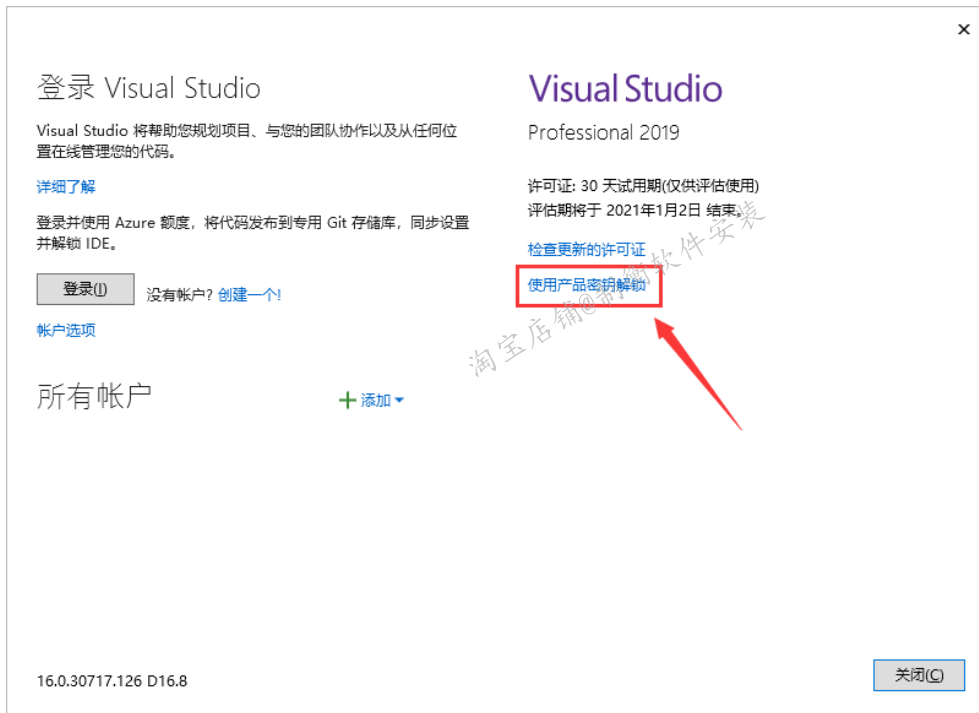 登录 Visual Studio
Visual Studio 将帮助您规划项目、与您的团队协作以及从任何位
置在线管理您的代码。
详细了解
登录并使用 Azure 额度，将代码发布到专用 Git 存储库，同步设置
并解锁 IDE。
登录(I)
没有帐户? 创建一个!
帐户选项
所有帐户
添加
Visual Studio
Professional 2019
许可证: 30 天试用期(仅供评估使用)
评估期将于 2021年1月2日 结束。
检查更新的许可证
使用产品密钥解锁
淘宝店铺@制衡软件安装
16.0.30717.126 D16.8
关闭(C)